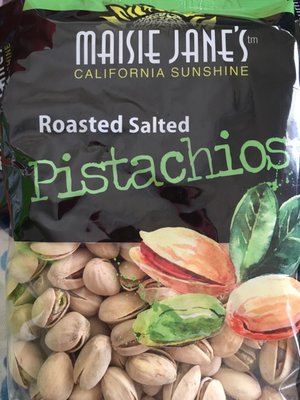 MAISIE JANE'S™
CALIFORNIA SUNSHINE
Roasted Salted
Pistachios